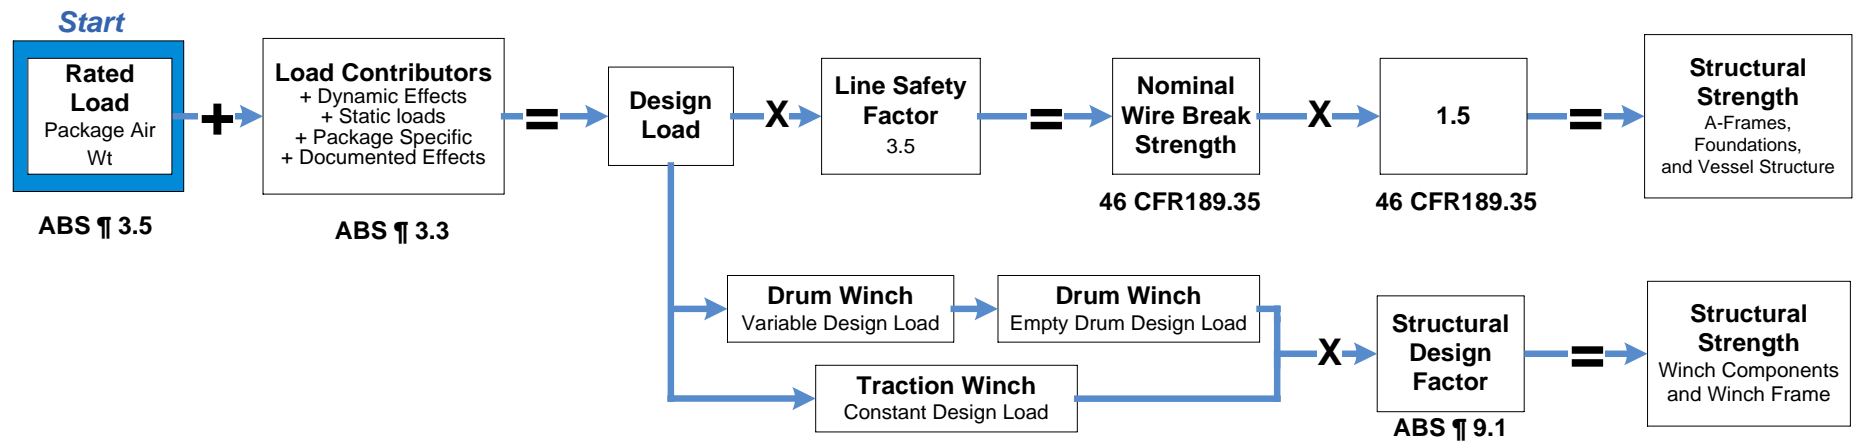 Start
Rated
Load
Package Air
Wt
ABS ¶ 3.5
+
Load Contributors
+ Dynamic Effects
+ Static loads
+ Package Specific
+ Documented Effects
ABS ¶ 3.3
=
Design
Load
X
Line Safety
Factor
3.5
=
Nominal
Wire Break
Strength
46 CFR189.35
X
1.5
46 CFR189.35
=
Structural
Strength
A-Frames,
Foundations,
and Vessel Structure
Drum Winch
Variable Design Load
Drum Winch
Empty Drum Design Load
Traction Winch
Constant Design Load
X
Structural
Design
Factor
ABS ¶ 9.1
=
Structural
Strength
Winch Components
and Winch Frame